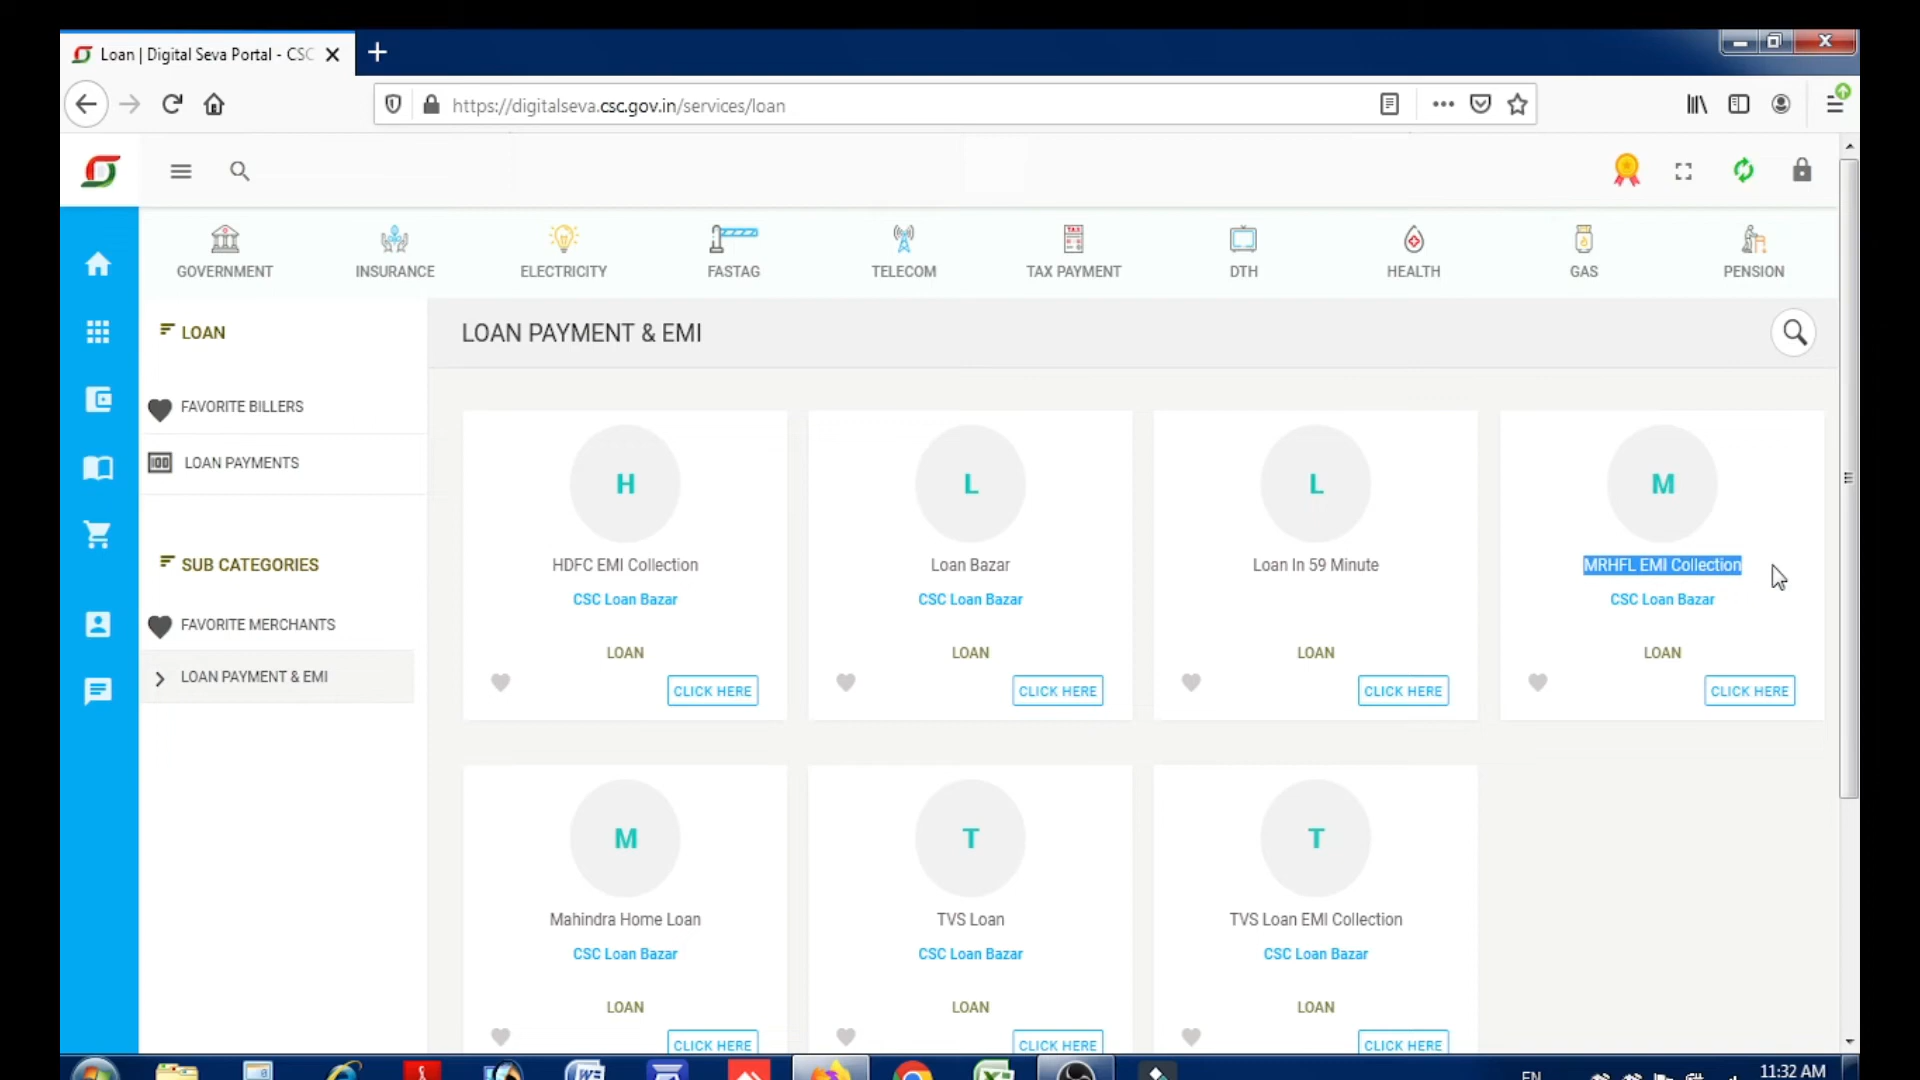 Loan | Digital Seva Portal - CSC
https://digitalseva.csc.gov.in/services/loan
GOVERNMENT
INSURANCE
ELECTRICITY
FASTAG
TELECOM
TAX
TAX PAYMENT
DTH
HEALTH
GAS
PENSION
LOAN
FAVORITE BILLERS
LOAN PAYMENTS
SUB CATEGORIES
FAVORITE MERCHANTS
LOAN PAYMENT & EMI
LOAN PAYMENT & EMI
H
HDFC EMI Collection
CSC Loan Bazar
LOAN
CLICK HERE
L
Loan Bazar
CSC Loan Bazar
LOAN
CLICK HERE
L
Loan In 59 Minute
LOAN
CLICK HERE
M
MRHFL EMI Collection
CSC Loan Bazar
LOAN
CLICK HERE
M
Mahindra Home Loan
CSC Loan Bazar
LOAN
CLICK HERE
T
TVS Loan
CSC Loan Bazar
LOAN
CLICK HERE
T
TVS Loan EMI Collection
CSC Loan Bazar
LOAN
CLICK HERE
EN
11:32 AM